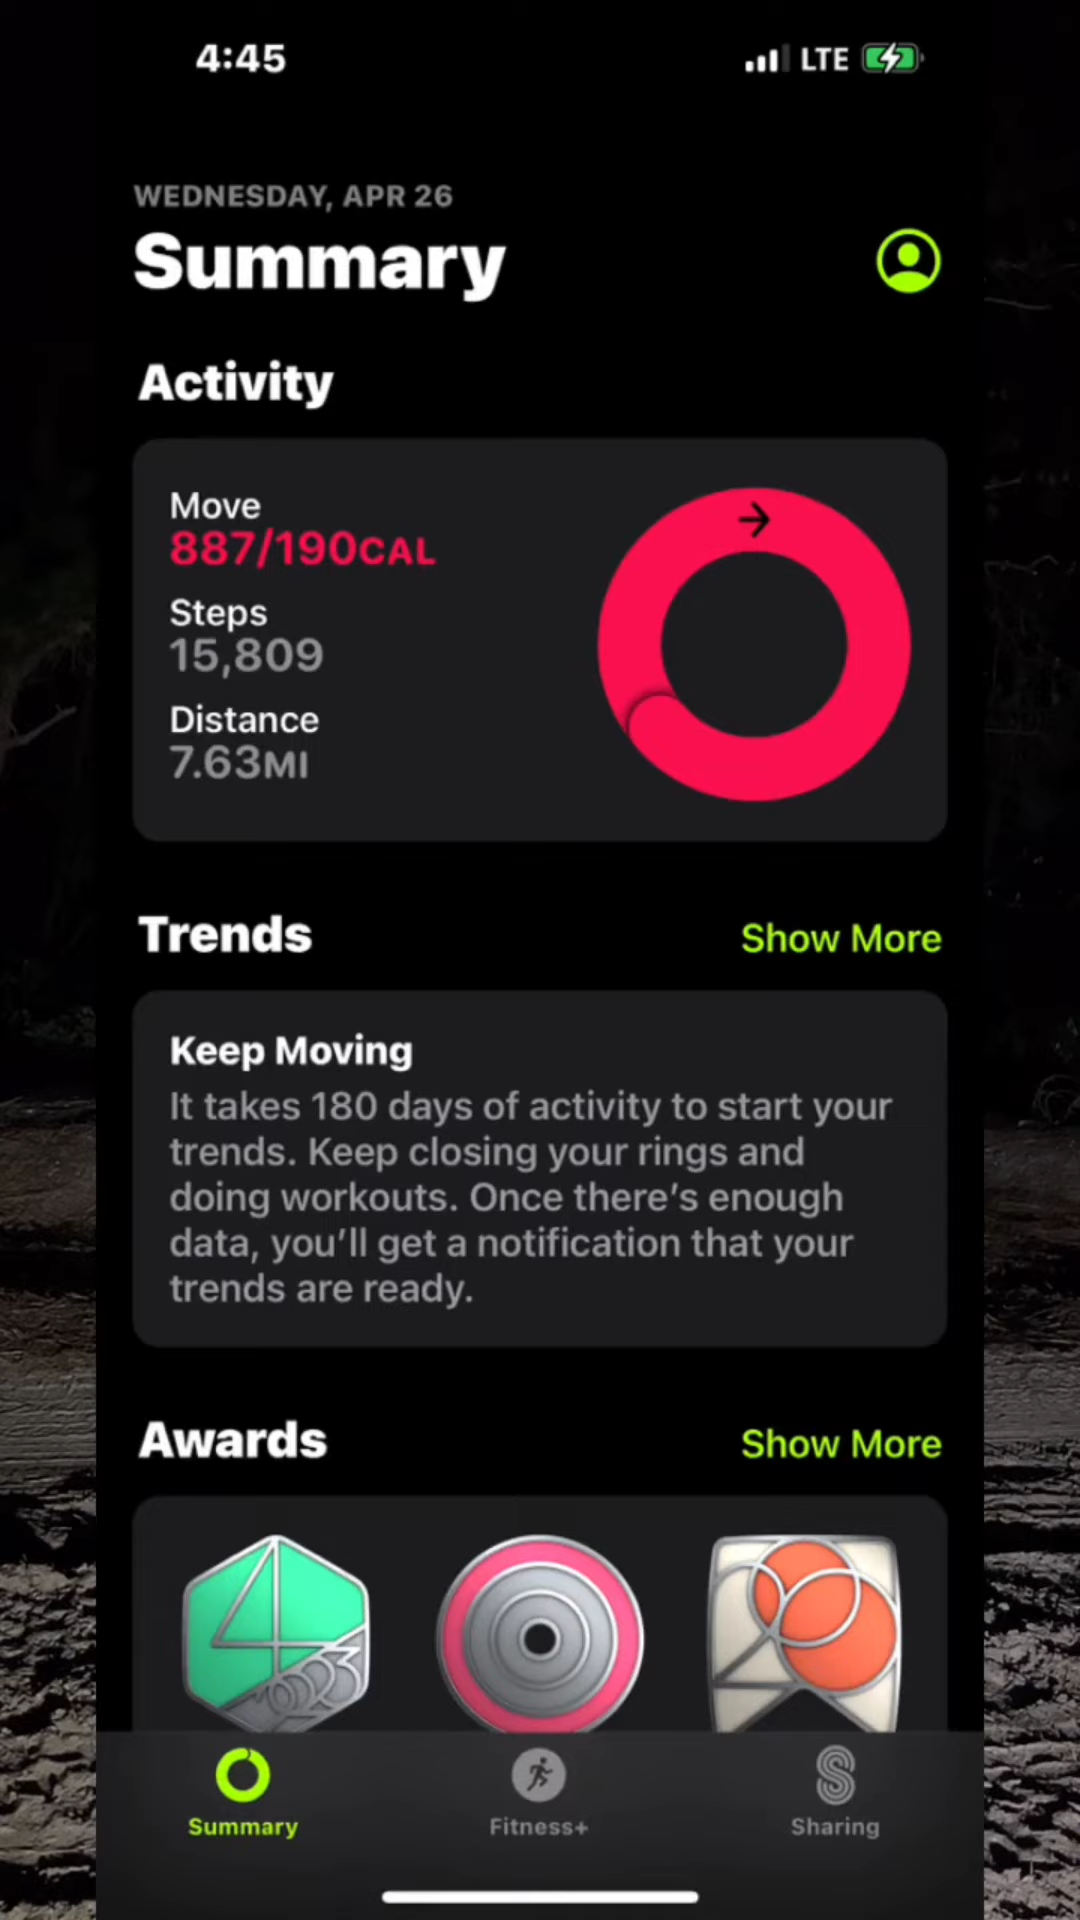 4:45
LTE
WEDNESDAY, APR 26
Summary
Activity
Move
887/190CAL
Steps
15,809
Distance
7.63MI
Trends
Show More
Keep Moving
It takes 180 days of activity to start your
trends. Keep closing your rings and
doing workouts. Once there’s enough
data, you’ll get a notification that your
trends are ready.
Awards
Show More
4
2023
Summary
Fitness+
Sharing